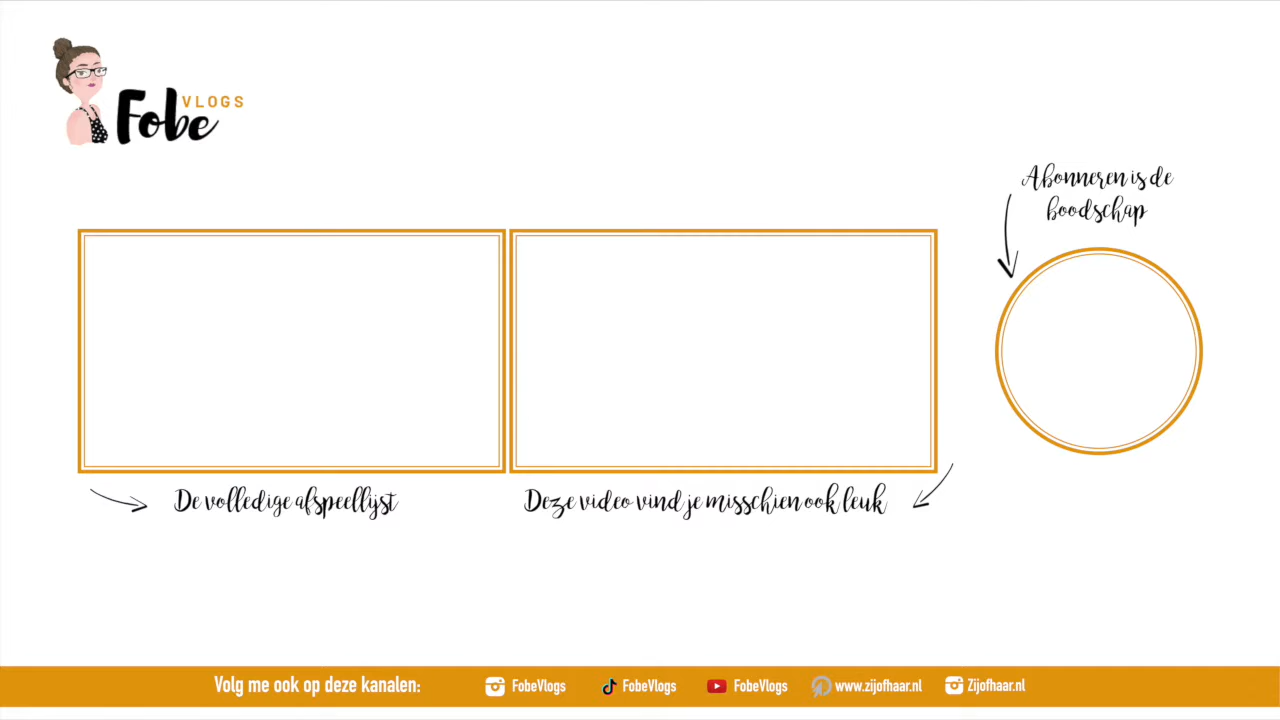 VLOGS
Fobe
Abonneren is de
boodschap
De volledige afspeellijst
Deze video vind je misschien ook leuk
Volg me ook op deze kanalen: FobeVlogs FobeVlogs FobeVlogs www.zijofhaar.nl Zijofhaar.nl